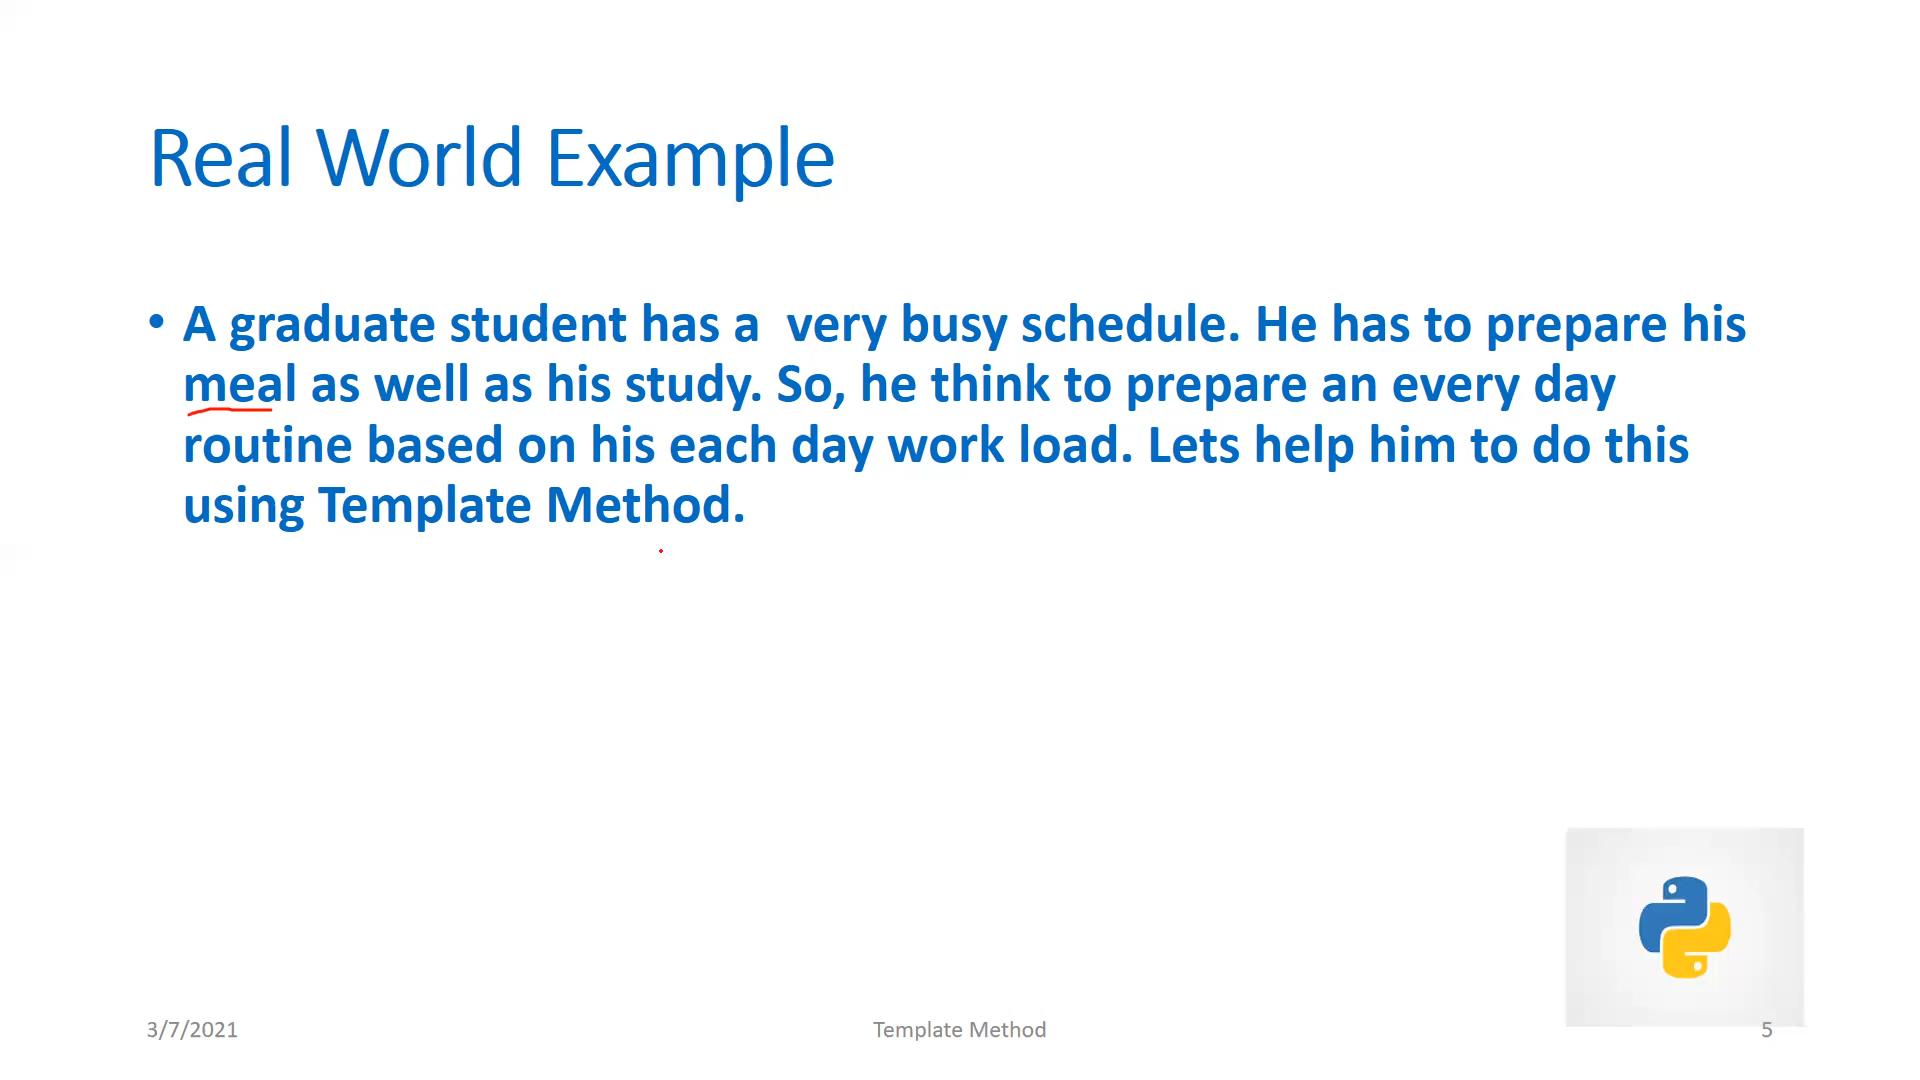 Real World Example
• A graduate student has a  very busy schedule. He has to prepare his
meal as well as his study. So, he think to prepare an every day
routine based on his each day work load. Lets help him to do this
using Template Method.
3/7/2021
Template Method
5